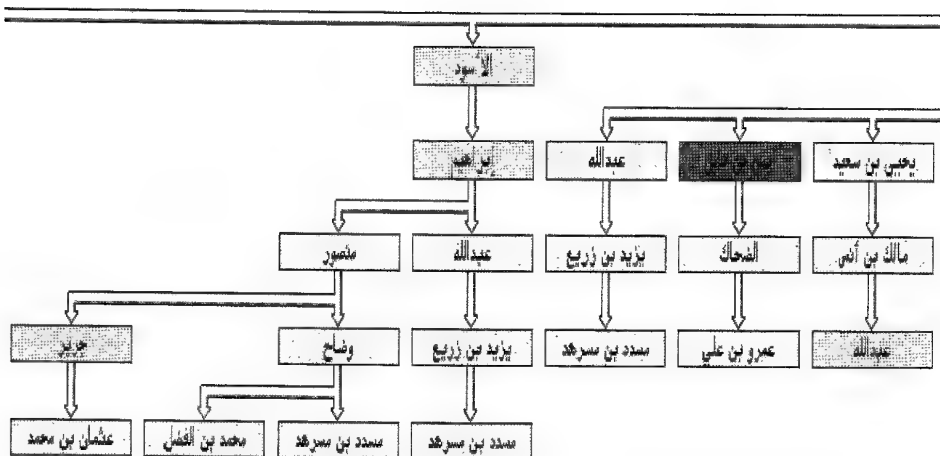 الأسود
يحيى بن سعيد
عبدالله
إبراهيم
مالك بن أنس
الضحاك
يزيد بن زريع
عبدالله
منصور
عبدالله
عمرو بن علي
مسدد بن مسرهد
يزيد بن زريع
وضاح
جرير
مسدد بن مسرهد
مسدد بن مسرهد
محمد بن الفضل
عثمان بن محمد